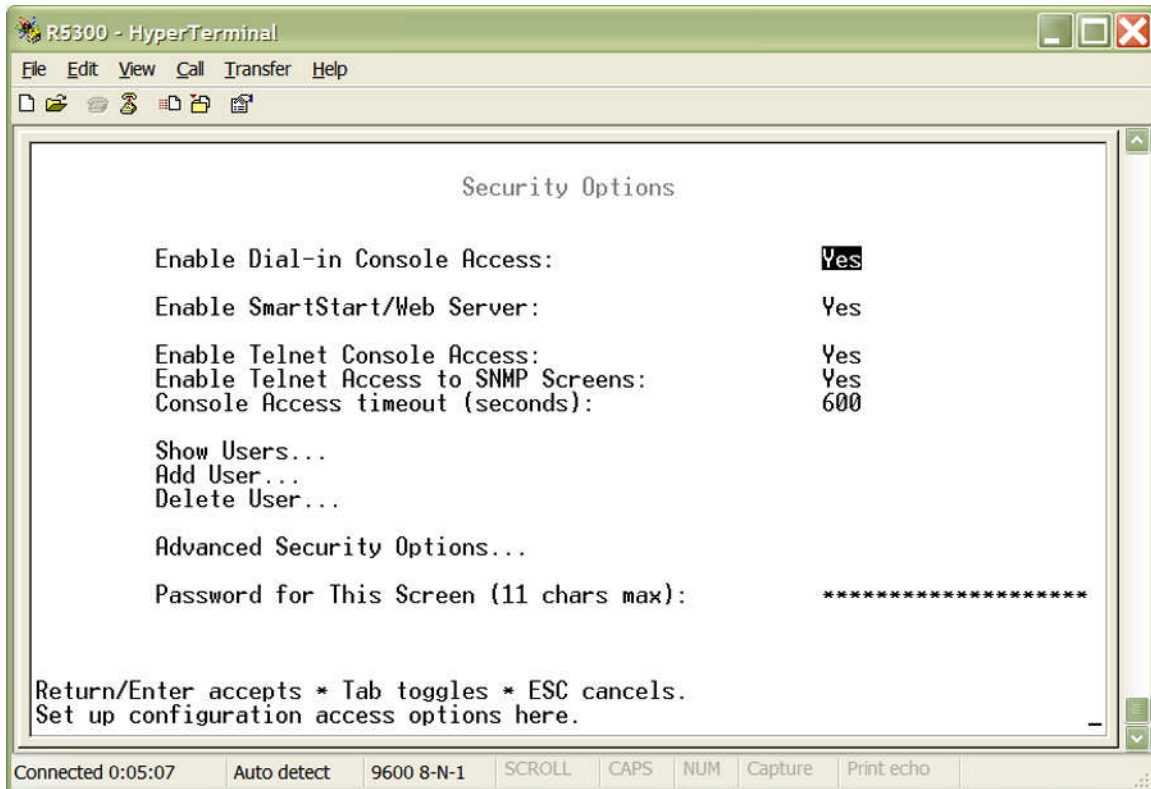 R5300 - HyperTerminal
File Edit View Call Transfer Help
Security Options
Enable Dial-in Console Access: Yes
Enable SmartStart/Web Server: Yes
Enable Telnet Console Access: Yes
Enable Telnet Access to SNMP Screens: Yes
Console Access timeout (seconds): 600
Show Users...
Add User...
Delete User...
Advanced Security Options...
Password for This Screen (11 chars max): ********************
Return/Enter accepts * Tab toggles * ESC cancels.
Set up configuration access options here.
Connected 0:05:07 Auto detect 9600 8-N-1 SCROLL CAPS NUM Capture Print echo